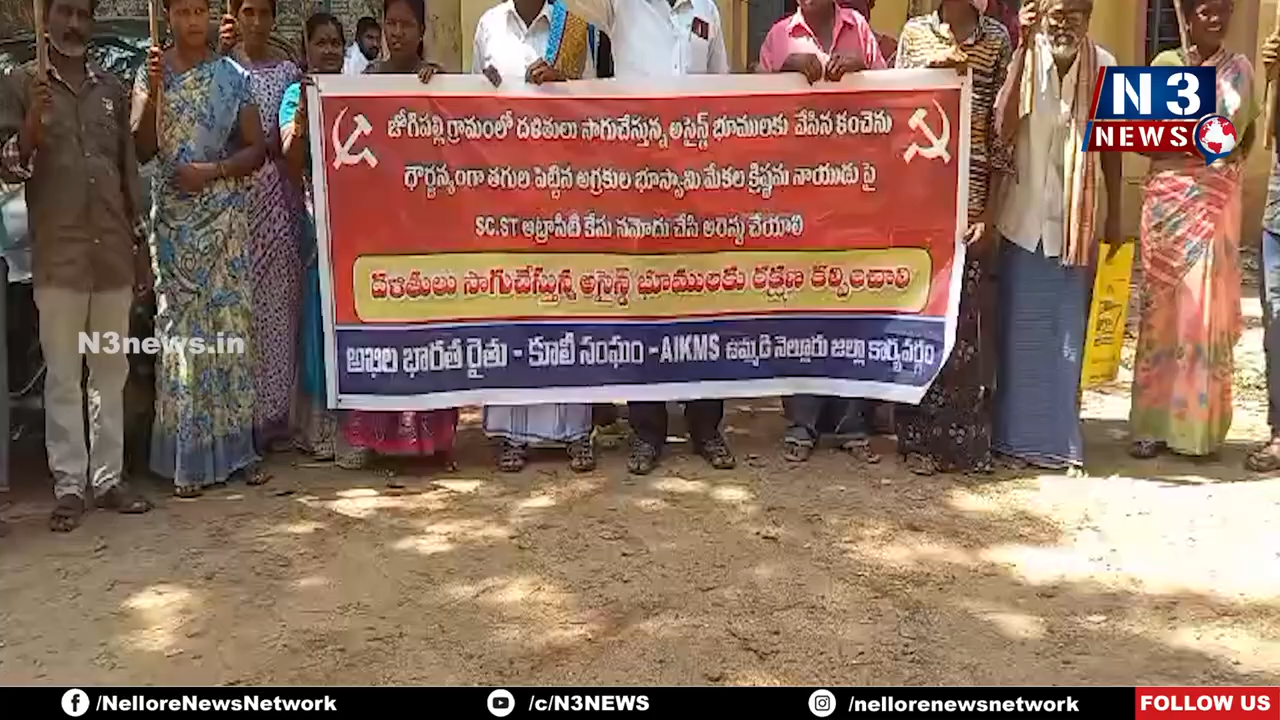 జోగిపల్లి గ్రామంలో దళితులు సాగుచేస్తున్న అసైన్డ్ భూములకు వేసిన కంచెను
ధౌర్జన్యంగా తగుల పెట్టిన అగ్రకుల భూస్వామి మేకల క్రిష్ణమ నాయుడు పై
SC.ST అట్రాసిటీ కేసు నమోదు చేసి అరెస్టు చేయాలి
దళితులు సాగుచేస్తున్న అసైన్డ్ భూములకు రక్షణ కల్పించాలి
అఖిల భారత రైతు - కూలీ సంఘం -AIKMS ఉమ్మడి నెల్లూరు జిల్లా కార్యవర్గం
N3
NEWS
N3news.in
/NelloreNewsNetwork
/c/N3NEWS
/nellorenewsnetwork
FOLLOW US